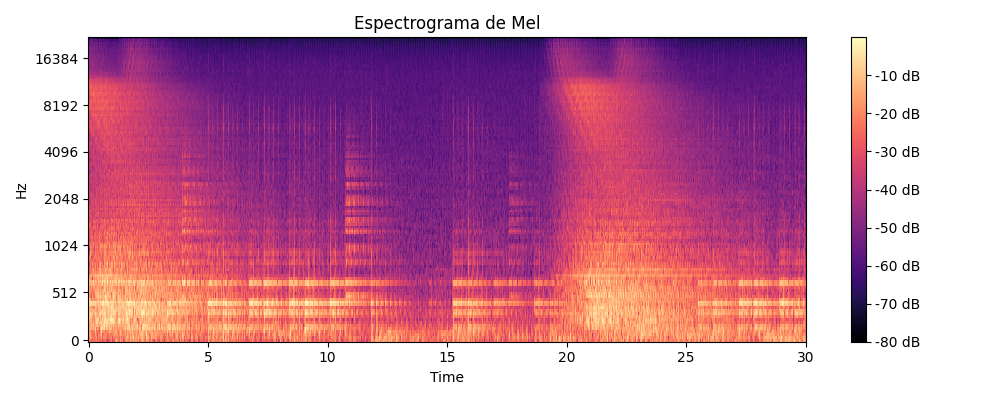 Espectrograma de Mel
16384
8192
4096
2048
1024
512
0
Hz
0 5 10 15 20 25 30
Time
-10 dB
-20 dB
-30 dB
-40 dB
-50 dB
-60 dB
-70 dB
-80 dB